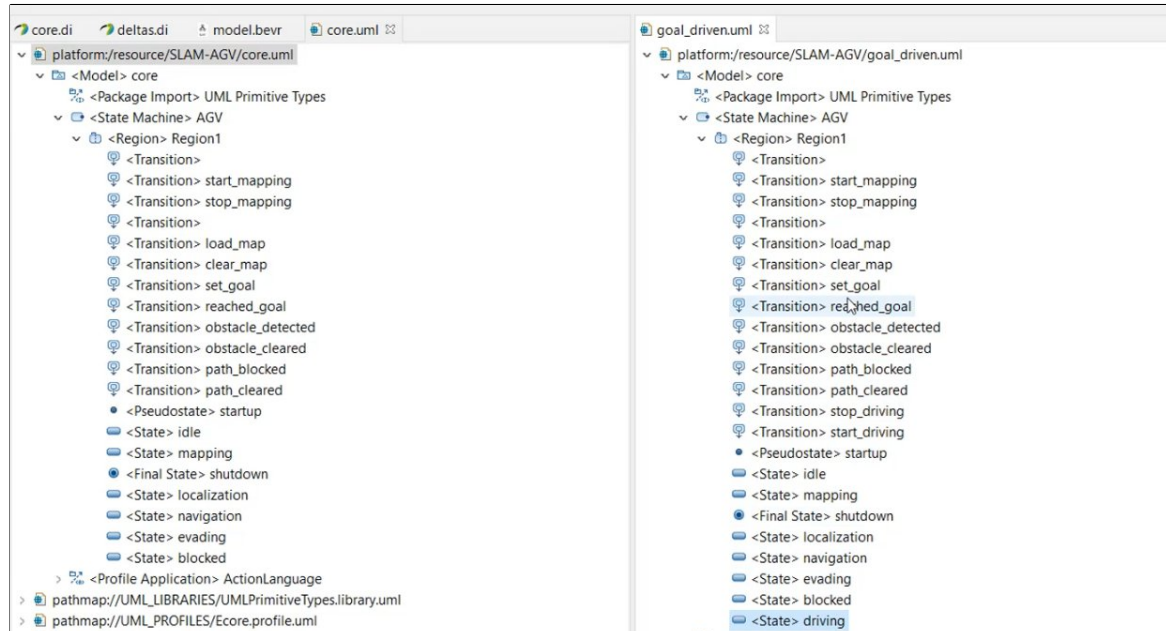 core.di deltas.di model.bevr core.uml
platform:/resource/SLAM-AGV/core.uml
<Model> core
<Package Import> UML Primitive Types
<State Machine> AGV
<Region> Region1
<Transition>
<Transition> start_mapping
<Transition> stop_mapping
<Transition>
<Transition> load_map
<Transition> clear_map
<Transition> set_goal
<Transition> reached_goal
<Transition> obstacle_detected
<Transition> obstacle_cleared
<Transition> path_blocked
<Transition> path_cleared
<Pseudostate> startup
<State> idle
<State> mapping
<Final State> shutdown
<State> localization
<State> navigation
<State> evading
<State> blocked
<Profile Application> ActionLanguage
pathmap://UML_LIBRARIES/UMLPrimitiveTypes.library.uml
pathmap://UML_PROFILES/Ecore.profile.uml
goal_driven.uml
platform:/resource/SLAM-AGV/goal_driven.uml
<Model> core
<Package Import> UML Primitive Types
<State Machine> AGV
<Region> Region1
<Transition>
<Transition> start_mapping
<Transition> stop_mapping
<Transition>
<Transition> load_map
<Transition> clear_map
<Transition> set_goal
<Transition> reached_goal
<Transition> obstacle_detected
<Transition> obstacle_cleared
<Transition> path_blocked
<Transition> path_cleared
<Transition> stop_driving
<Transition> start_driving
<Pseudostate> startup
<State> idle
<State> mapping
<Final State> shutdown
<State> localization
<State> navigation
<State> evading
<State> blocked
<State> driving